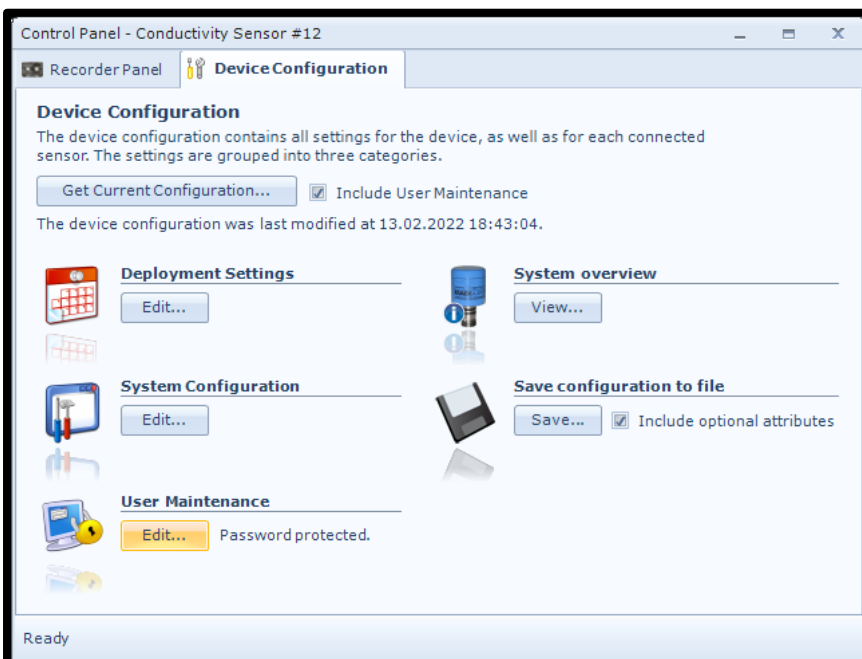 Control Panel - Conductivity Sensor #12
Recorder Panel
Device Configuration
Device Configuration
The device configuration contains all settings for the device, as well as for each connected
sensor. The settings are grouped into three categories.
Get Current Configuration...
Include User Maintenance
The device configuration was last modified at 13.02.2022 18:43:04.
Deployment Settings
Edit...
System overview
View...
System Configuration
Edit...
Save configuration to file
Save...
Include optional attributes
User Maintenance
Edit...
Password protected.
Ready